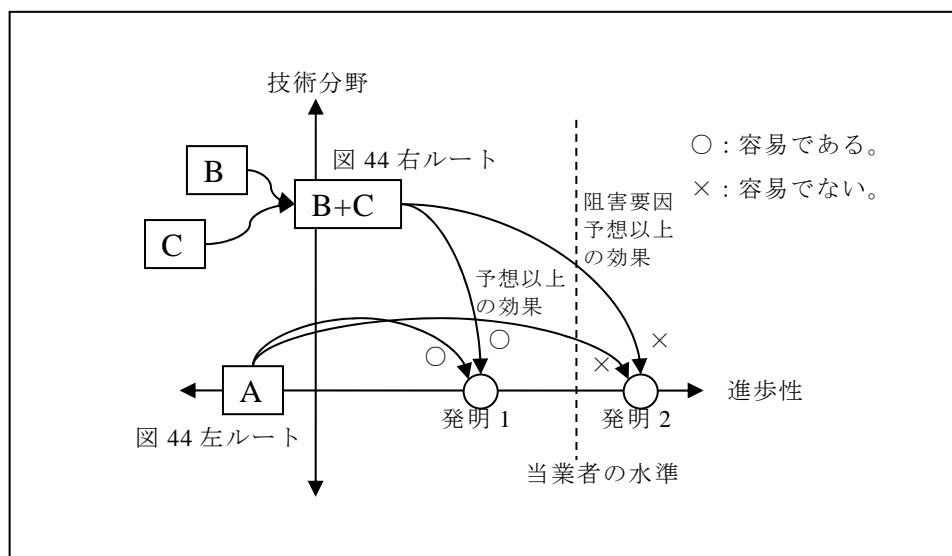 技術分野
図 44 右ルート
○：容易である。
×：容易でない。
B
B+C
C
阻害要因
予想以上
の効果
予想以上
の効果
○
○
×
×
A
進歩性
図 44 左ルート
発明 1
発明 2
当業者の水準